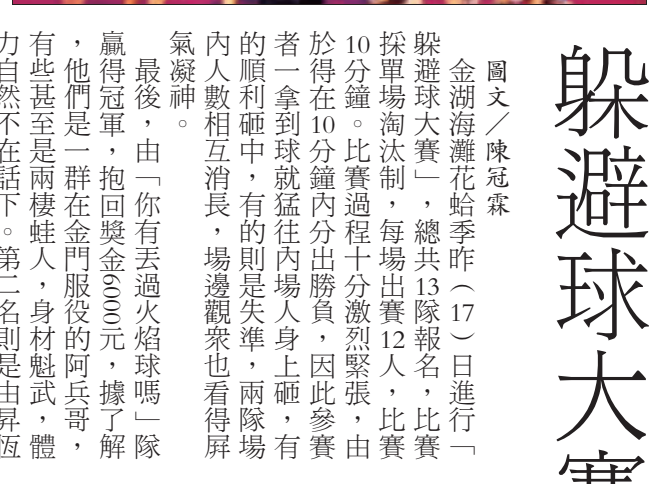 躲避球大賽
圖文／陳冠霖
金湖海灘花蛤季昨（17）日進行「
躲避球大賽」，總共13隊報名，比賽
採單場淘汰制，每場出賽12人，比賽
10分鐘。比賽過程十分激烈緊張，由
於得在10分鐘內分出勝負，因此參賽
者一拿到球就猛往內場人身上砸，有
的順利砸中，有的則是失準，兩隊場
內人數相互消長，場邊觀眾也看得屏
氣凝神。
最後，由「你有丟過火焰球嗎」隊
贏得冠軍，抱回獎金6000元，據了解
，他們是一群在金門服役的阿兵哥，
有些甚至是兩棲蛙人，身材魁武，體
力自然不在話下。第二名則是由昇恆